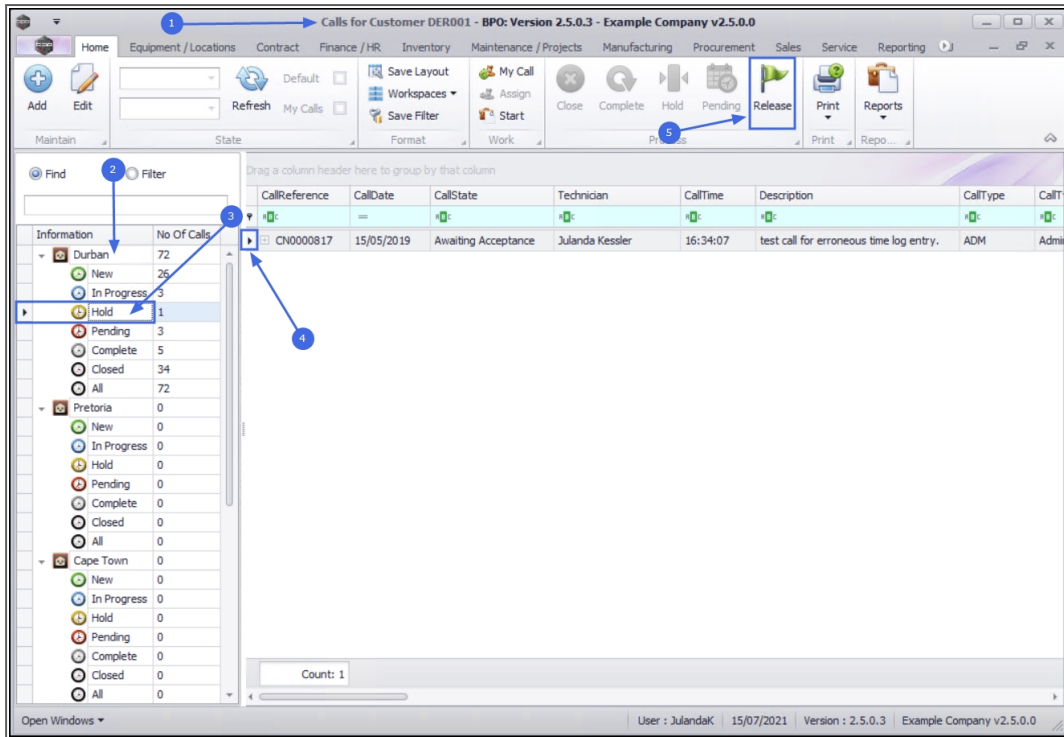 1
Calls for Customer DER001 - BPO: Version 2.5.0.3 - Example Company v2.5.0.0
Home Equipment / Locations Contract Finance / HR Inventory Maintenance / Projects Manufacturing Procurement Sales Service Reporting
Default Save Layout My Call
Workspaces Assign
My Calls Save Filter Start
Add Edit Refresh Close Complete Hold Pending Release Print Reports
5
Maintain State Format Work Process Print Repo...
Find 2 Filter
Drag a column header here to group by that column
CallReference CallDate CallState Technician CallTime Description CallType CallT
3
Information No Of Calls
CN0000817 15/05/2019 Awaiting Acceptance Julanda Kessler 16:34:07 test call for erroneous time log entry. ADM Admi
Durban 72
New 26
In Progress 3
Hold 1
Pending 3
4
Complete 5
Closed 34
All 72
Pretoria 0
New 0
In Progress 0
Hold 0
Pending 0
Complete 0
Closed 0
All 0
Cape Town 0
New 0
In Progress 0
Hold 0
Pending 0
Complete 0
Closed 0
All 0
Count: 1
Open Windows User : JulandaK 15/07/2021 Version : 2.5.0.3 Example Company v2.5.0.0